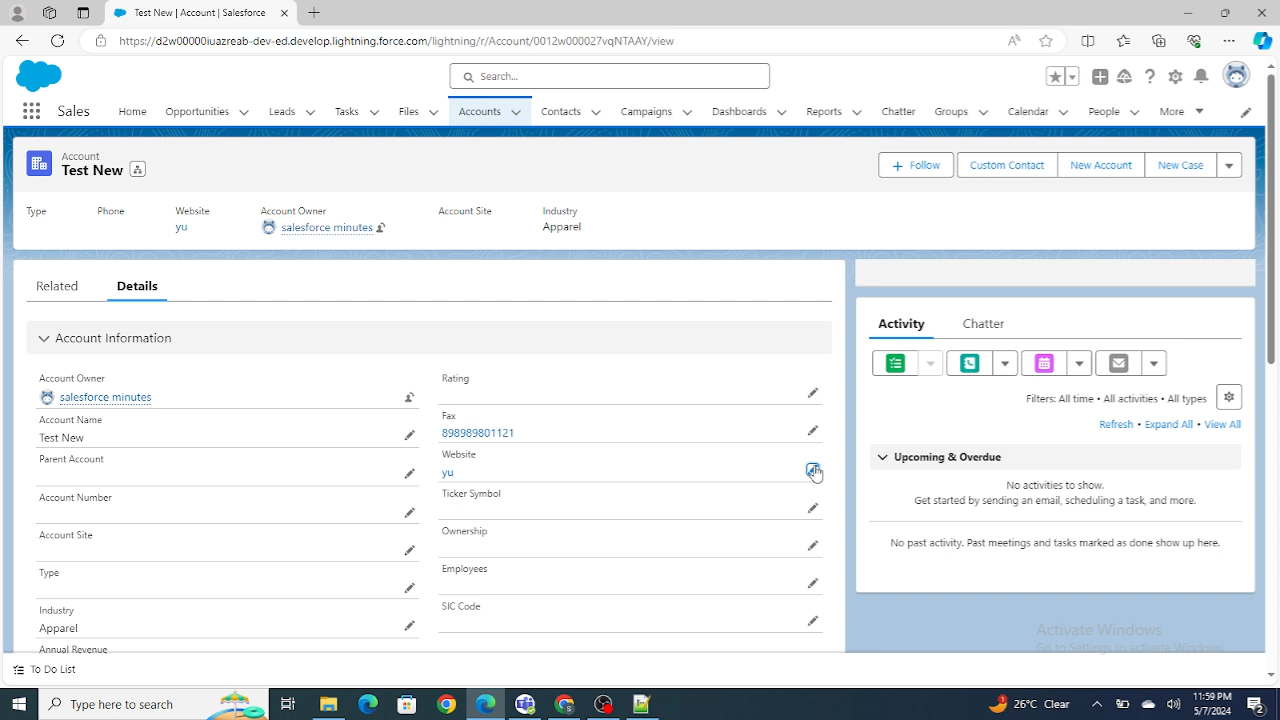 Test New | Account | Salesforce
https://d2w00000iuazreab-dev-ed.develop.lightning.force.com/lightning/r/Account/0012w000027vqNTAAY/view
Search...
Sales Home Opportunities Leads Tasks Files Accounts Contacts Campaigns Dashboards Reports Chatter Groups Calendar People More
Account
Test New
Follow Custom Contact New Account New Case
Type Phone Website Account Owner Account Site Industry
yu salesforce minutes Apparel
Related Details
Account Information
Account Owner
salesforce minutes
Account Name
Test New
Parent Account
Account Number
Account Site
Type
Industry
Apparel
Annual Revenue
Rating
Fax
898989801121
Website
yu
Ticker Symbol
Ownership
Employees
SIC Code
Activity Chatter
Filters: All time • All activities • All types
Refresh • Expand All • View All
Upcoming & Overdue
No activities to show.
Get started by sending an email, scheduling a task, and more.
No past activity. Past meetings and tasks marked as done show up here.
Activate Windows
Go to Settings to activate Windows.
To Do List
Type here to search
26°C Clear
11:59 PM
5/7/2024
2